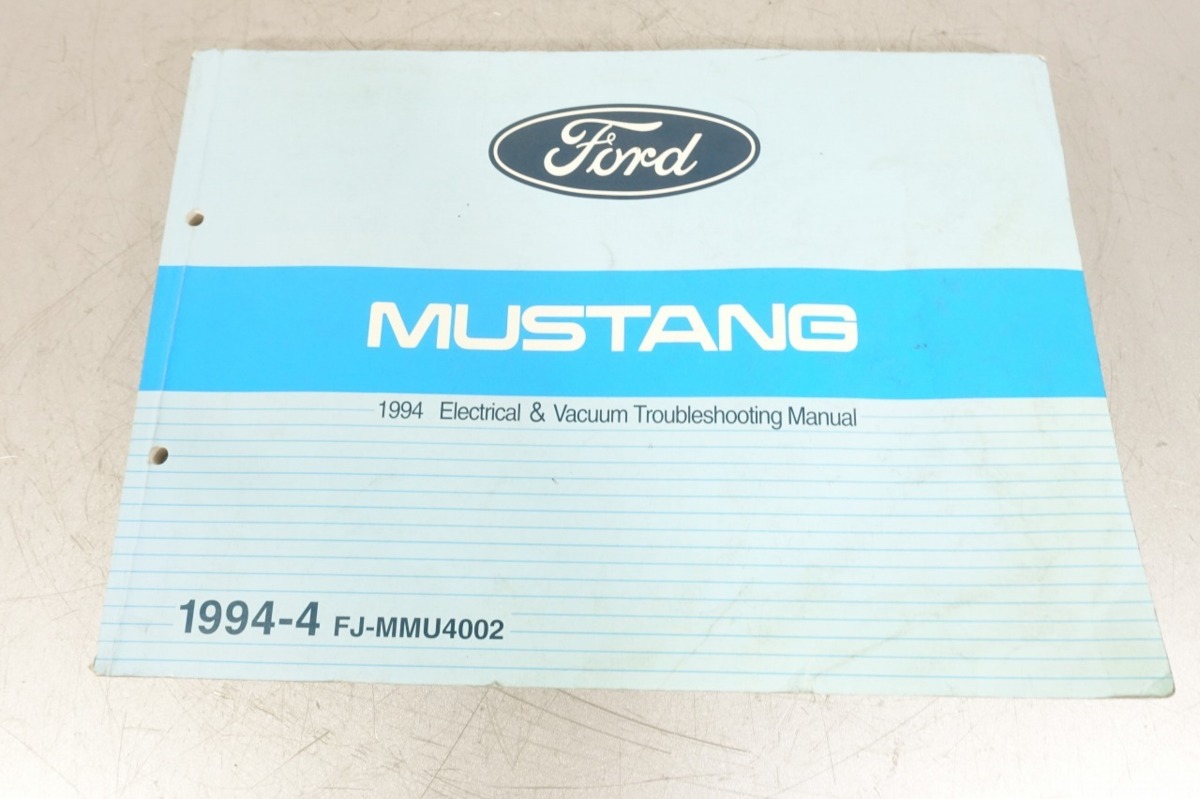 Ford
MUSTANG
1994 Electrical & Vacuum Troubleshooting Manual
1994-4 FJ-MMU4002